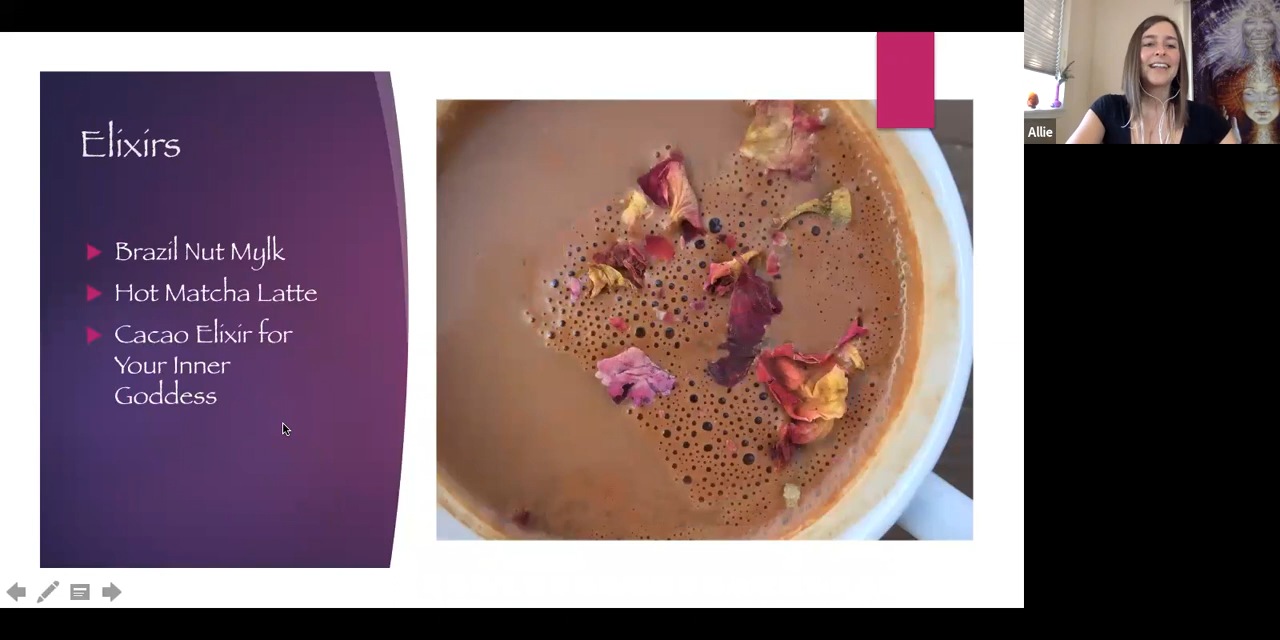 Elixirs
Brazil Nut Mylk
Hot Matcha Latte
Cacao Elixir for
Your Inner
Goddess
Allie